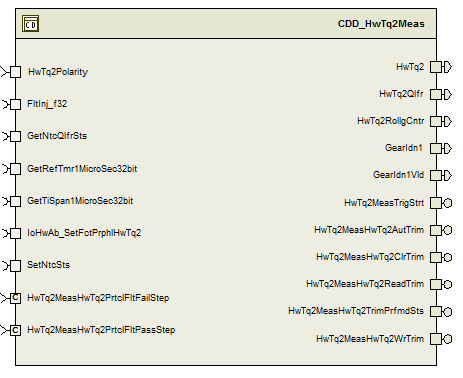 CD
CDD_HwTq2Meas
HwTq2Polarity
FltInj_f32
GetNtcQlfrSts
GetRefTmr1MicroSec32bit
GetTiSpan1MicroSec32bit
IoHwAb_SetFctPrphlHwTq2
SetNtcSts
C HwTq2MeasHwTq2PrtclFltFailStep
C HwTq2MeasHwTq2PrtclFltPassStep
HwTq2
HwTq2Qlfr
HwTq2RollgCntr
GearIdn1
GearIdn1Vld
HwTq2MeasTrigStrt
HwTq2MeasHwTq2AutTrim
HwTq2MeasHwTq2ClrTrim
HwTq2MeasHwTq2ReadTrim
HwTq2MeasHwTq2TrimPrfmdSts
HwTq2MeasHwTq2WrTrim